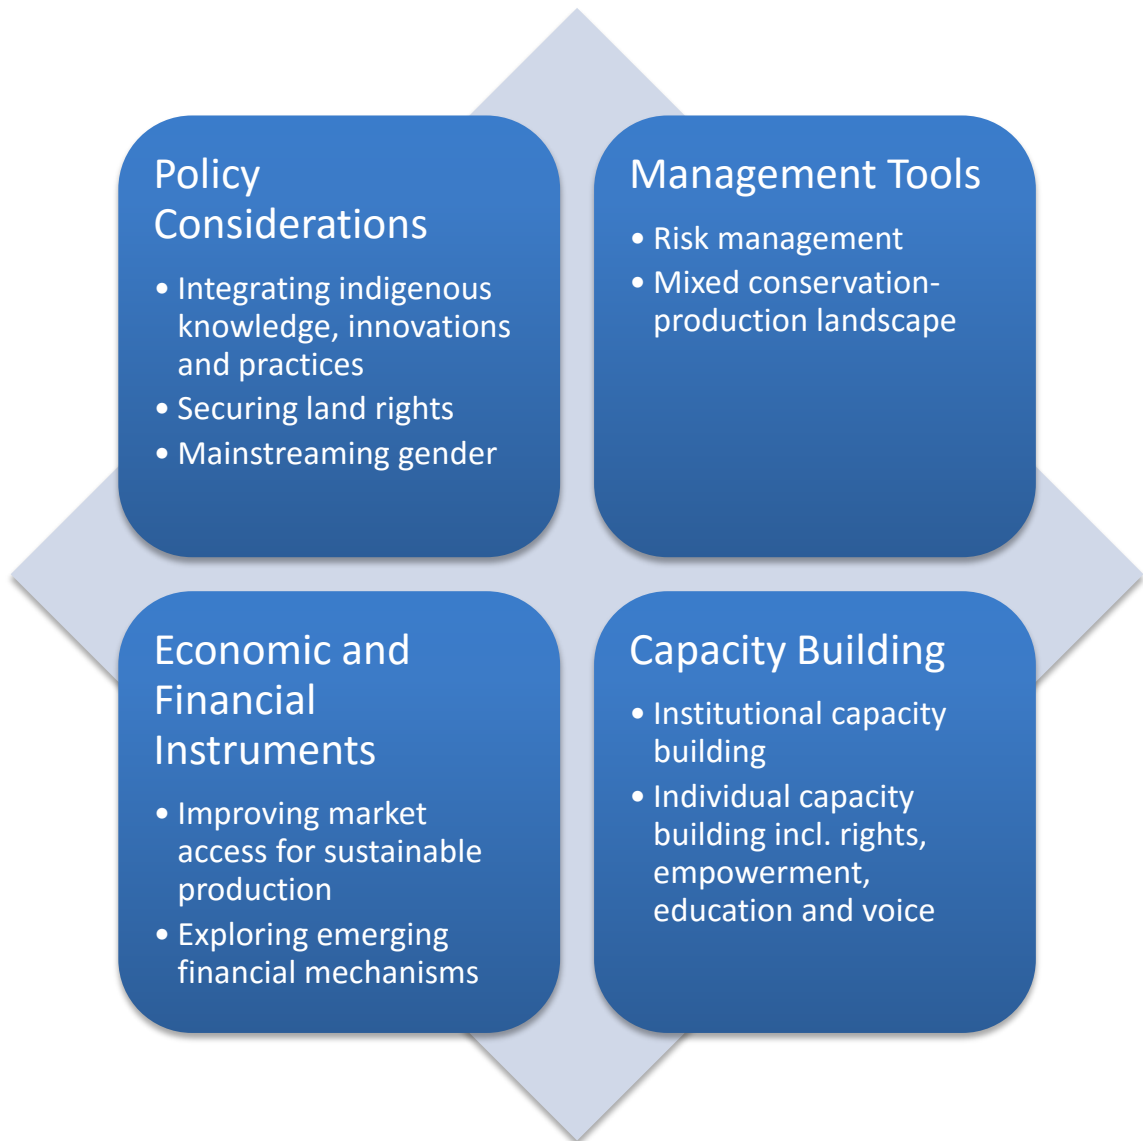 Policy
Considerations
• Integrating indigenous
knowledge, innovations
and practices
• Securing land rights
• Mainstreaming gender
Management Tools
• Risk management
• Mixed conservation-
production landscape
Economic and
Financial
Instruments
• Improving market
access for sustainable
production
• Exploring emerging
financial mechanisms
Capacity Building
• Institutional capacity
building
• Individual capacity
building incl. rights,
empowerment,
education and voice